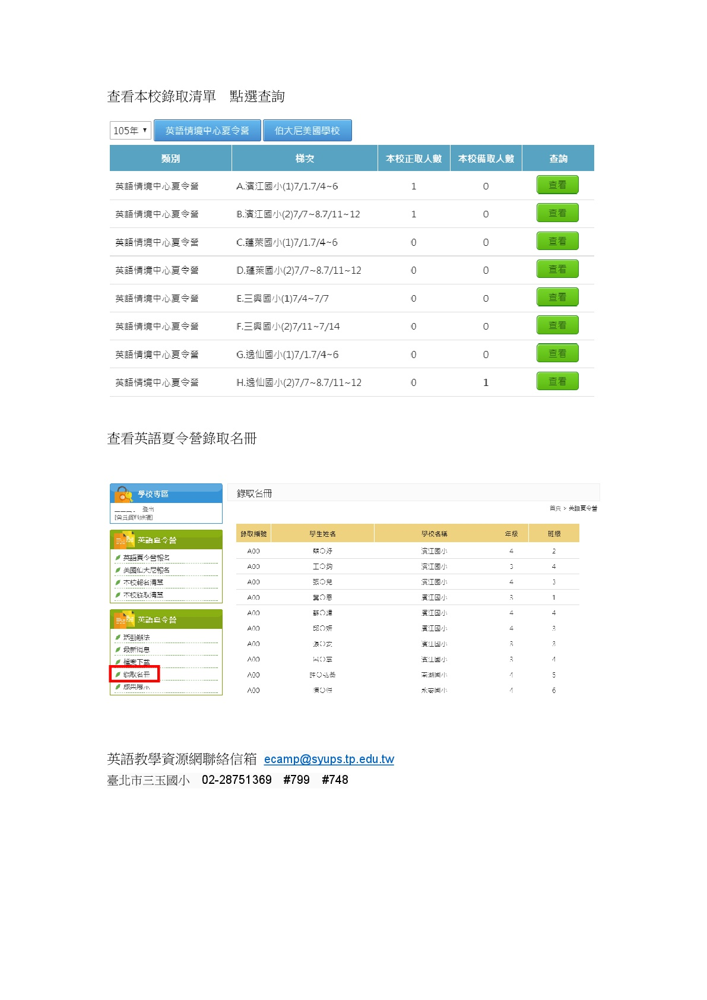 查看本校錄取清單　點選查詢
105年 ▼ 英語情境中心夏令營 伯大尼美國學校
類別 梯次 本校正取人數 本校備取人數 查詢
英語情境中心夏令營 A.濱江國小(1)7/1.7/4~6 1 0 查看
英語情境中心夏令營 B.濱江國小(2)7/7~8.7/11~12 1 0 查看
英語情境中心夏令營 C.蓬萊國小(1)7/1.7/4~6 0 0 查看
英語情境中心夏令營 D.蓬萊國小(2)7/7~8.7/11~12 0 0 查看
英語情境中心夏令營 E.三興國小(1)7/4~7/7 0 0 查看
英語情境中心夏令營 F.三興國小(2)7/11~7/14 0 0 查看
英語情境中心夏令營 G.逸仙國小(1)7/1.7/4~6 0 0 查看
英語情境中心夏令營 H.逸仙國小(2)7/7~8.7/11~12 0 1 查看
查看英語夏令營錄取名冊
學校專區
登出
[會員資料維護]
英語夏令營
英語夏令營報名
美國伯大尼報名
本校報名清單
本校錄取清單
英語夏令營
活動辦法
最新消息
檔案下載
錄取名冊
成果展示
錄取名冊
首頁 > 英語夏令營
錄取編號 學生姓名 學校名稱 年級 班級
A00 蔡○妤 濱江國小 4 2
A00 王○鈞 濱江國小 3 4
A00 張○兒 濱江國小 4 3
A00 葉○恩 濱江國小 3 1
A00 蘇○ 濱江國小 4 4
A00 邱○妍 濱江國小 4 3
A00 張○安 濱江國小 3 3
A00 呂○ 濱江國小 3 4
A00 許○ 南湖國小 4 5
A00 陳○ 永安國小 4 6
英語教學資源網聯絡信箱 ecamp@syups.tp.edu.tw
臺北市三玉國小　02-28751369　#799　#748